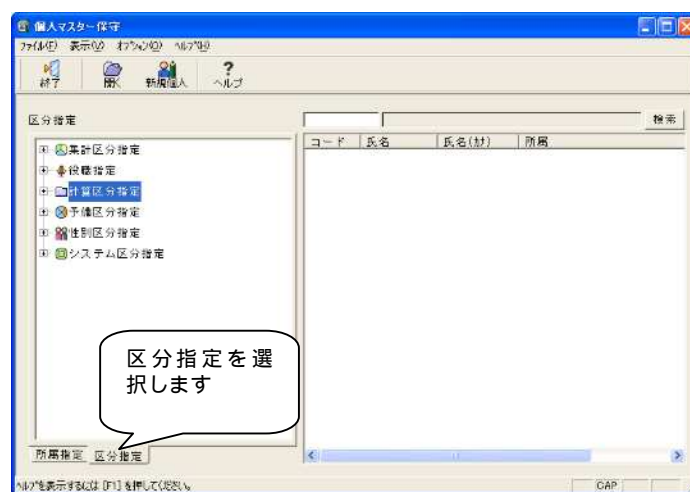 個人マスター保守
ファイル(F) 表示(V) オプション(O) ヘルプ(H)
終了 開く 新規個人 ヘルプ
区分指定
検索
コード 氏名 氏名(カナ) 所属
集計区分指定
役職指定
計算区分指定
予備区分指定
性別区分指定
システム区分指定
区分指定を選
択します
所属指定 区分指定
ヘルプを表示するには [F1] を押してください。
CAP